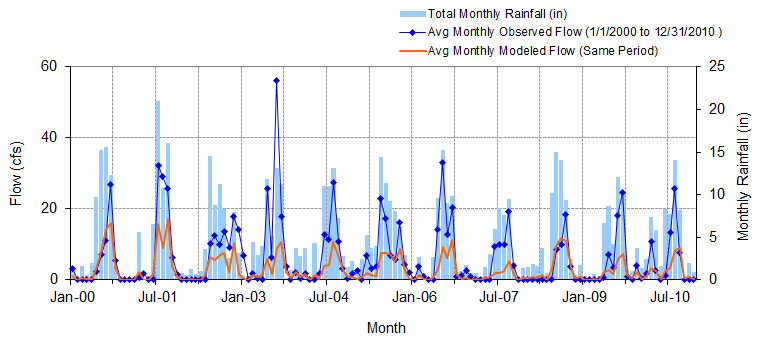 Total Monthly Rainfall (in)
Avg Monthly Observed Flow (1/1/2000 to 12/31/2010 )
Avg Monthly Modeled Flow (Same Period)
60
40
20
0
Flow (cfs)
25
20
15
10
5
0
Monthly Rainfall (in)
Jan-00 Jul-01 Jan-03 Jul-04 Jan-06 Jul-07 Jan-09 Jul-10
Month